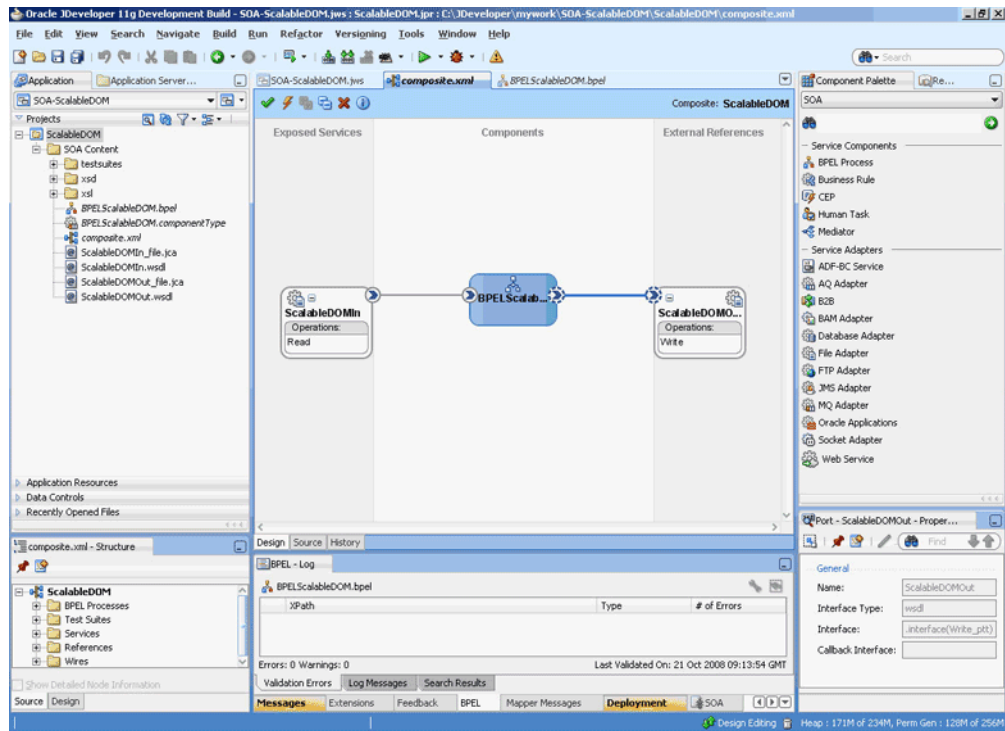 Oracle JDeveloper 11g Development Build - SOA-ScalableDOM.jws : ScalableDOM.jpr : C:\JDeveloper\mywork\SOA-ScalableDOM\ScalableDOM\composite.xml
File Edit View Search Navigate Build Run Refactor Versioning Tools Window Help
Search
Application Application Server...
SOA-ScalableDOM
Projects
ScalableDOM
SOA Content
testsuites
xsd
xsl
BPELScalableDOM.bpel
BPELScalableDOM.componentType
composite.xml
ScalableDOMIn_file.jca
ScalableDOMIn.wsdl
ScalableDOMOut_file.jca
ScalableDOMOut.wsdl
Application Resources
Data Controls
Recently Opened Files
composite.xml - Structure
ScalableDOM
BPEL Processes
Test Suites
Services
References
Wires
Show Detailed Node Information
Source Design
SOA-ScalableDOM.jws composite.xml BPELScalableDOM.bpel
Composite: ScalableDOM
Exposed Services Components External References
ScalableDOMIn
Operations:
Read
BPELScalab...
ScalableDOMO...
Operations:
Write
Design Source History
BPEL - Log
BPELScalableDOM.bpel
XPath Type # of Errors
Errors: 0 Warnings: 0 Last Validated On: 21 Oct 2008 09:13:54 GMT
Validation Errors Log Messages Search Results
Messages Extensions Feedback BPEL Mapper Messages Deployment SOA
Component Palette Re...
SOA
Service Components
BPEL Process
Business Rule
CEP
Human Task
Mediator
Service Adapters
ADF-BC Service
AQ Adapter
B2B
BAM Adapter
Database Adapter
File Adapter
FTP Adapter
JMS Adapter
MQ Adapter
Oracle Applications
Socket Adapter
Web Service
Port - ScalableDOMOut - Proper...
Find
General
Name: ScalableDOMOut
Interface Type: wsdl
Interface: .interface(Write_ptt)
Callback Interface:
Design Editing Heap : 171M of 234M, Perm Gen : 128M of 256M